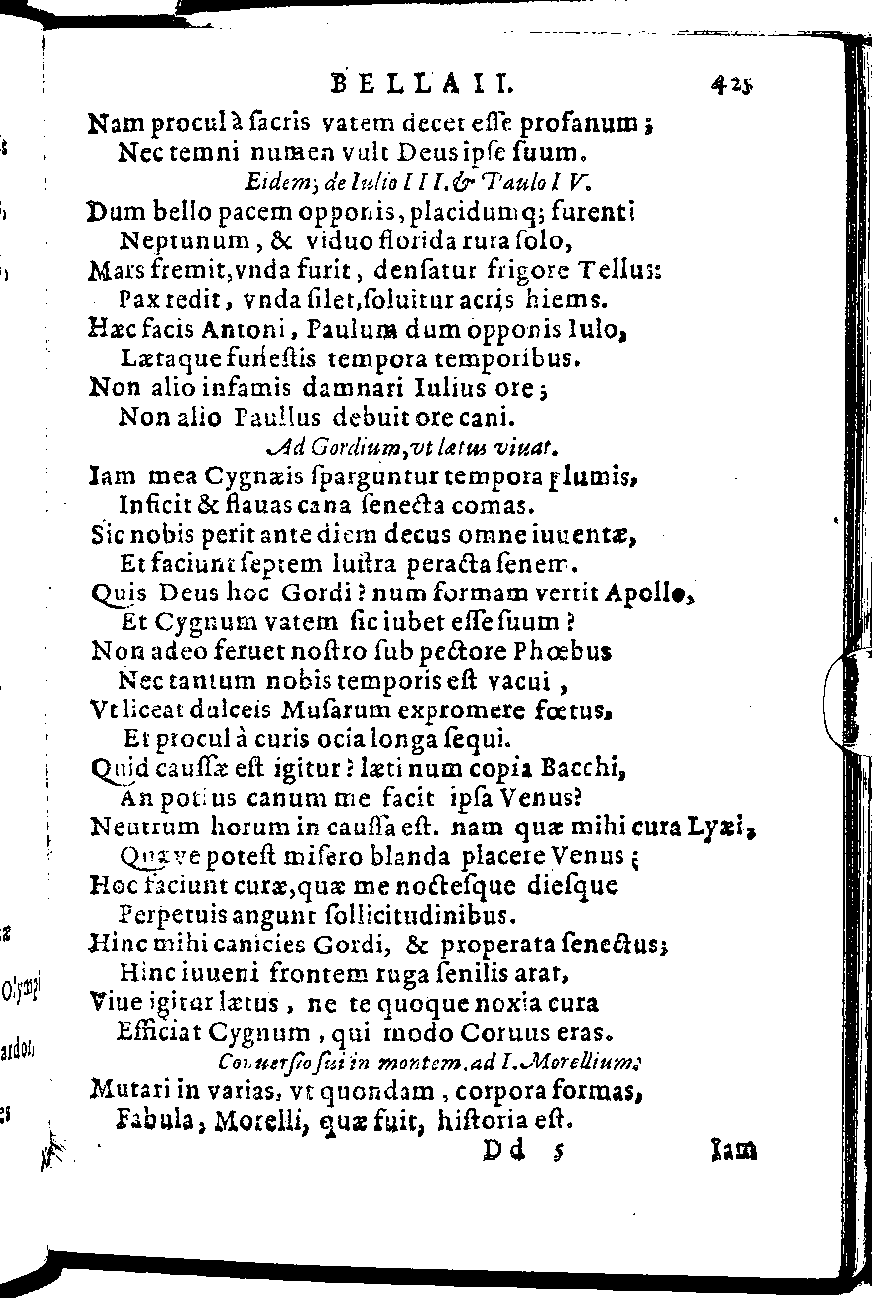 BELLAII. 425
Nam procul à ſacris vatem decet eſſe profanum;
Nec temni numen vult Deus ipſe ſuum.
Eidem, de Iulio III. & Paulo IV.
Dum bello pacem opponis, placidumq; furenti
Neptunum, & viduo florida rura ſolo,
Mars fremit, vnda furit, denſatur frigore Tellus:
Pax redit, vnda ſilet, ſoluitur acris hiems.
Hæc facis Antoni, Paulum dum opponis Iulo,
Lætaque funeſtis tempora temporibus.
Non alio infamis damnari Iulius ore;
Non alio Paullus debuit ore cani.
Ad Gordium, vt lætus viuat.
Iam mea Cygnæis ſparguntur tempora plumis,
Inficit & flauas cana ſenecta comas.
Sic nobis perit ante diem decus omne iuuentæ,
Et faciunt ſeptem luſtra peracta ſenem.
Quis Deus hoc Gordi? num formam vertit Apollo,
Et Cygnum vatem ſic iubet eſſe ſuum?
Non adeo feruet noſtro ſub pectore Phœbus
Nec tantum nobis temporis eſt vacui,
Vt liceat dulceis Muſarum expromere fœtus,
Et procul à curis ocia longa ſequi.
Quid cauſſæ eſt igitur? læti num copia Bacchi,
An potius canum me facit ipſa Venus?
Neutrum horum in cauſſa eſt. nam quæ mihi cura Lyæi,
Quæve poteſt miſero blanda placere Venus?
Hoc faciunt curæ, quæ me nocteſque dieſque
Perpetuis angunt ſollicitudinibus.
Hinc mihi canicies Gordi, & properata ſenectus;
Hinc iuueni frontem ruga ſenilis arat,
Viue igitur lætus, ne te quoque noxia cura
Efficiat Cygnum, qui modo Coruus eras.
Conuerſio ſui in montem. ad I. Morellium.
Mutari in varias, vt quondam, corpora formas,
Fabula, Morelli, quæ fuit, hiſtoria eſt.
Dd 5 Iam